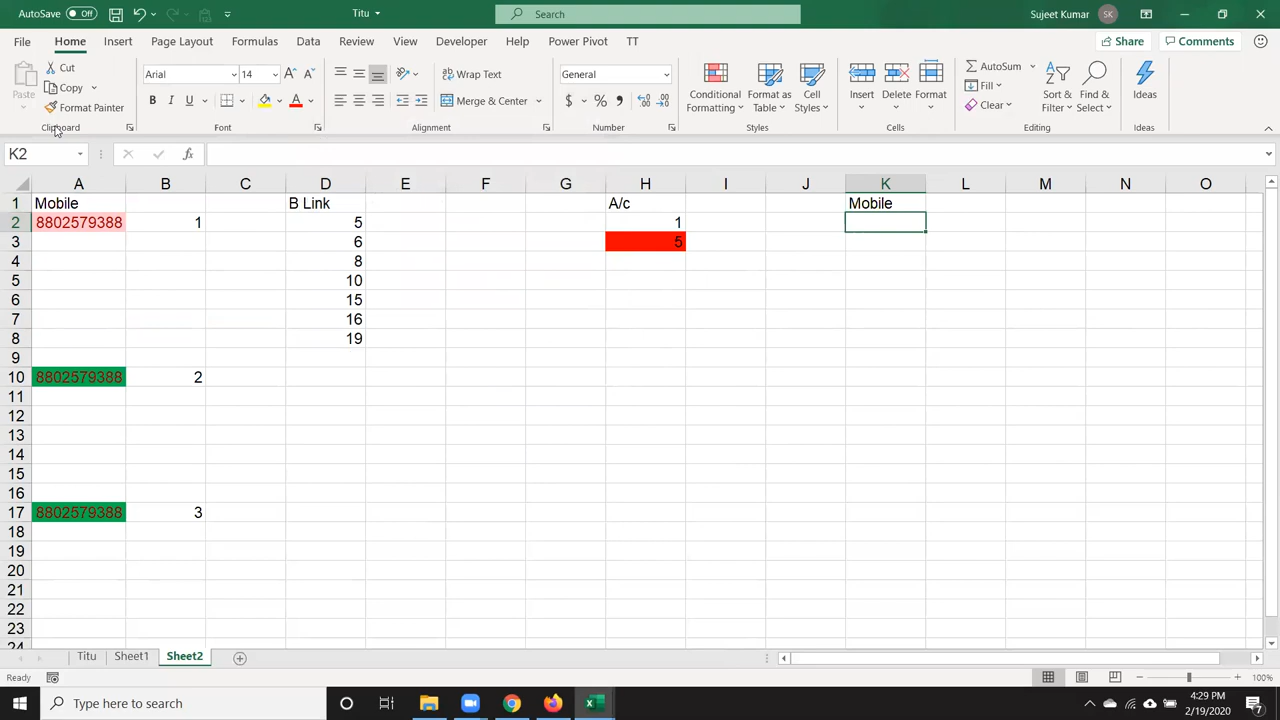 AutoSave Off Titu Search Sujeet Kumar SK
File Home Insert Page Layout Formulas Data Review View Developer Help Power Pivot TT Share Comments
Paste Cut Copy Format Painter Clipboard
Arial 14 A A B I U A Font
ab Wrap Text Merge & Center Alignment
General $ % , Number
Conditional Formatting Format as Table Cell Styles Styles
Insert Delete Format Cells
AutoSum Fill Clear Sort & Filter Find & Select Editing
Ideas Ideas
K2 fx
A B C D E F G H I J K L M N O
1 Mobile B Link A/c Mobile
2 8802579388 1 5 1
3 6 5
4 8
5 10
6 15
7 16
8 19
9
10 8802579388 2
11
12
13
14
15
16
17 8802579388 3
18
19
20
21
22
23
24
Titu Sheet1 Sheet2
Ready 100%
Type here to search 4:29 PM
2/19/2020 7